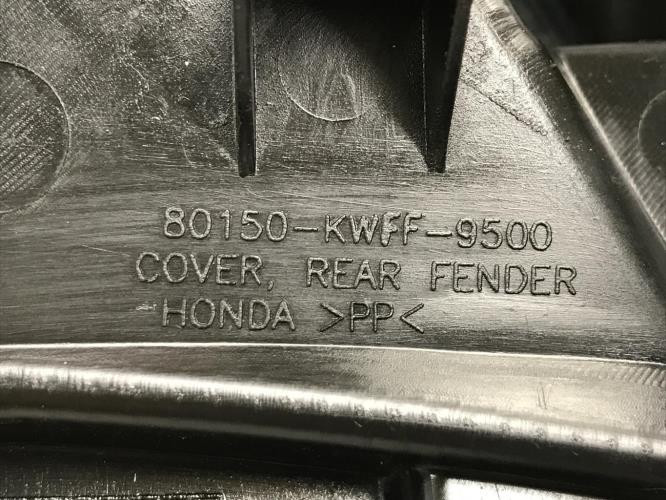 80150-KWFF-9500
COVER, REAR FENDER
HONDA >PP<